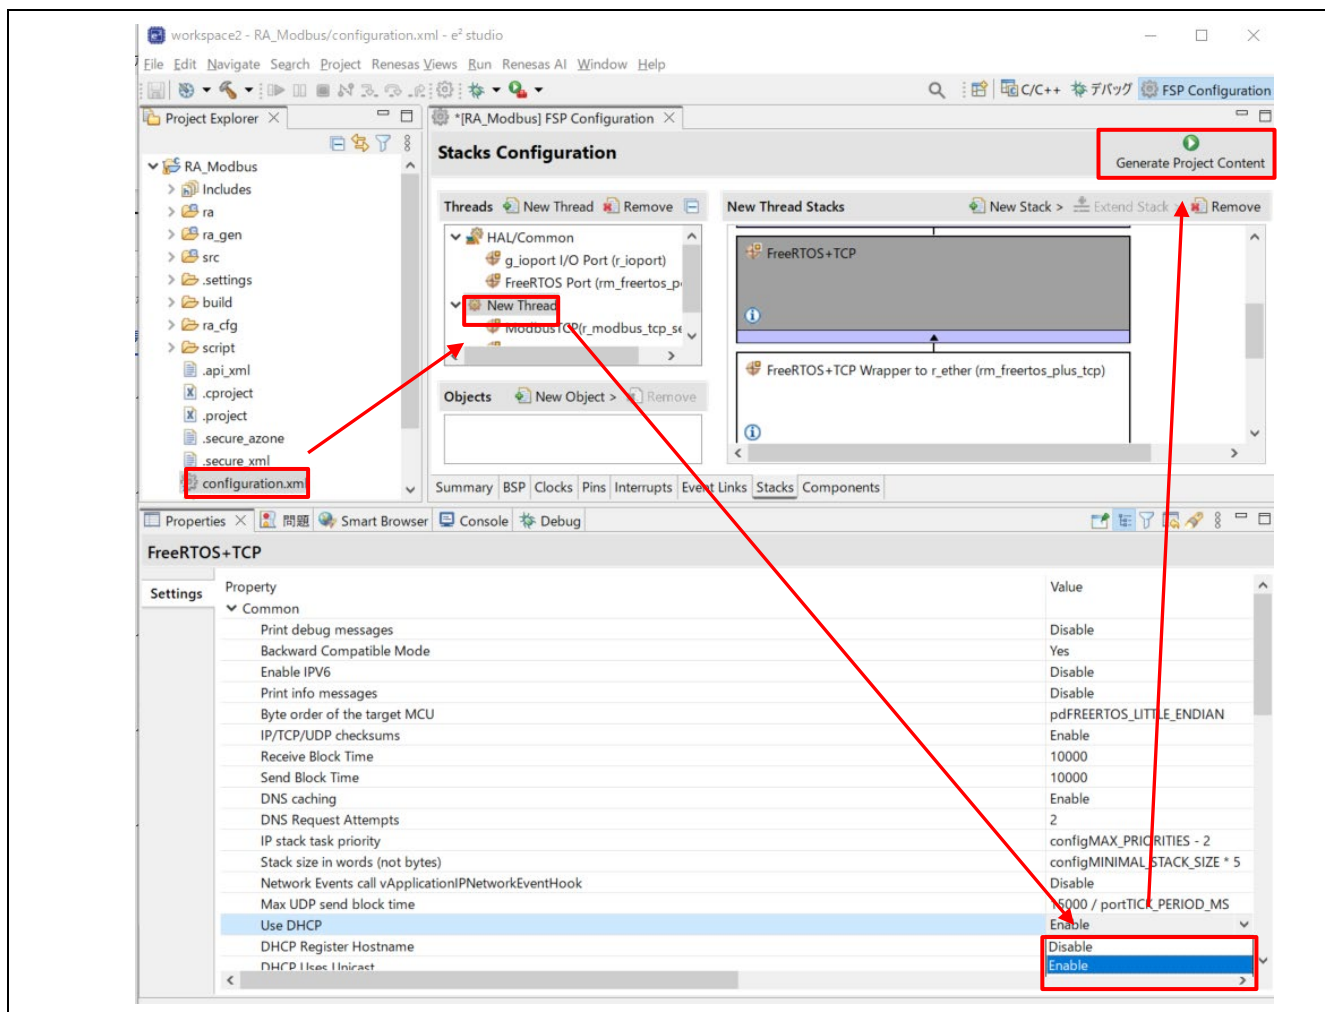 workspace2 - RA_Modbus/configuration.xml - e² studio
File Edit Navigate Search Project Renesas Views Run Renesas AI Window Help
C/C++ デバッグ FSP Configuration
Project Explorer
*[RA_Modbus] FSP Configuration
Stacks Configuration
Generate Project Content
RA_Modbus
Includes
ra
ra_gen
src
.settings
build
ra_cfg
script
.api_xml
.cproject
.project
.secure_azone
.secure_xml
configuration.xml
Threads New Thread Remove
HAL/Common
g_ioport I/O Port (r_ioport)
FreeRTOS Port (rm_freertos_p
New Thread
ModbusTCP(r_modbus_tcp_se
Objects New Object > Remove
New Thread Stacks New Stack > Extend Stack > Remove
FreeRTOS+TCP
FreeRTOS+TCP Wrapper to r_ether (rm_freertos_plus_tcp)
Summary BSP Clocks Pins Interrupts Event Links Stacks Components
Properties 問題 Smart Browser Console Debug
FreeRTOS+TCP
Settings
Property Value
Common
Print debug messages Disable
Backward Compatible Mode Yes
Enable IPV6 Disable
Print info messages Disable
Byte order of the target MCU pdFREERTOS_LITTLE_ENDIAN
IP/TCP/UDP checksums Enable
Receive Block Time 10000
Send Block Time 10000
DNS caching Enable
DNS Request Attempts 2
IP stack task priority configMAX_PRIORITIES - 2
Stack size in words (not bytes) configMINIMAL_STACK_SIZE * 5
Network Events call vApplicationIPNetworkEventHook Disable
Max UDP send block time 15000 / portTICK_PERIOD_MS
Use DHCP Enable
DHCP Register Hostname Disable
DHCP Uses Unicast Enable